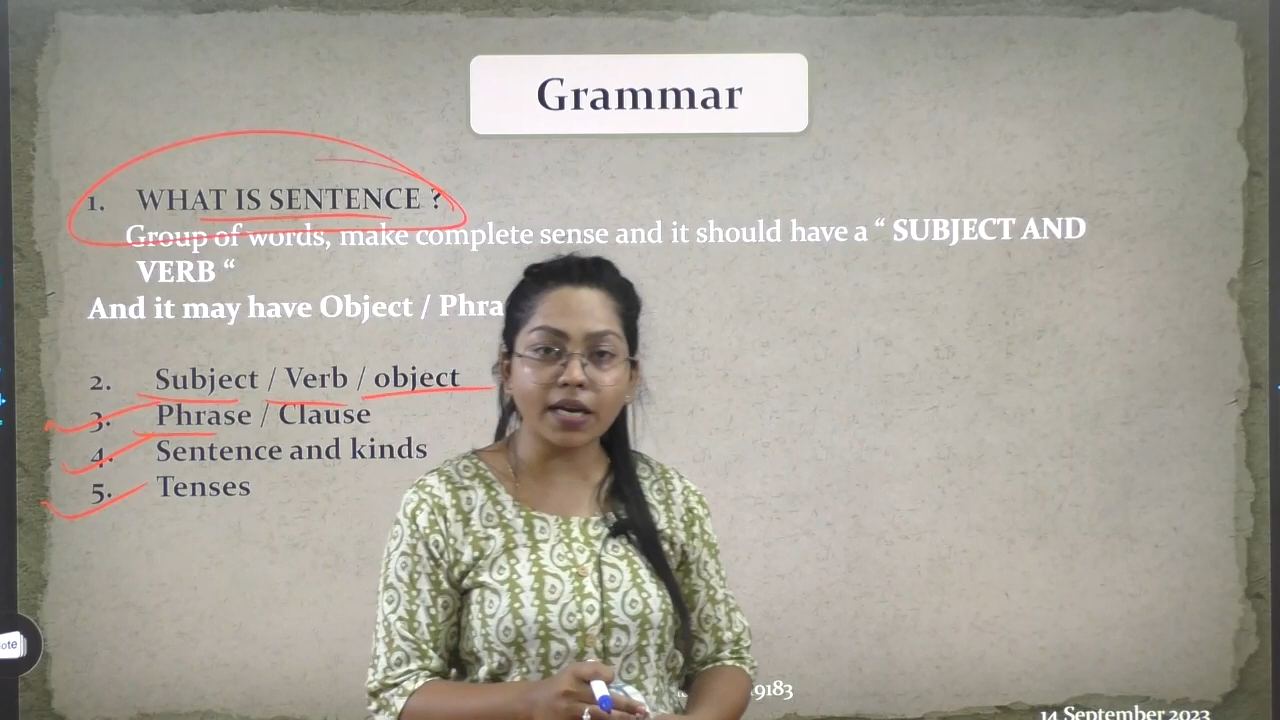 Grammar
1. WHAT IS SENTENCE ?
Group of words, make complete sense and it should have a “ SUBJECT AND
VERB “
And it may have Object / Phra
2. Subject / Verb / object
3. Phrase / Clause
4. Sentence and kinds
5. Tenses
ote
9183
14 September 2023